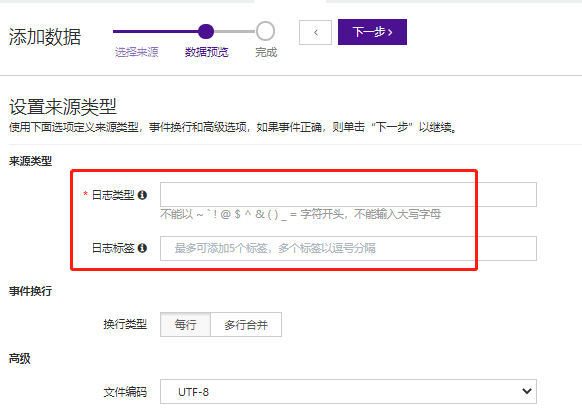 添加数据
选择来源 数据预览 完成
< 下一步 >
设置来源类型
使用下面选项定义来源类型，事件换行和高级选项，如果事件正确，则单击“下一步”以继续。
来源类型
* 日志类型
不能以 ~ ` ! @ $ ^ & ( ) _ = 字符开头，不能输入大写字母
日志标签 最多可添加5个标签，多个标签以逗号分隔
事件换行
换行类型 每行 多行合并
高级
文件编码 UTF-8